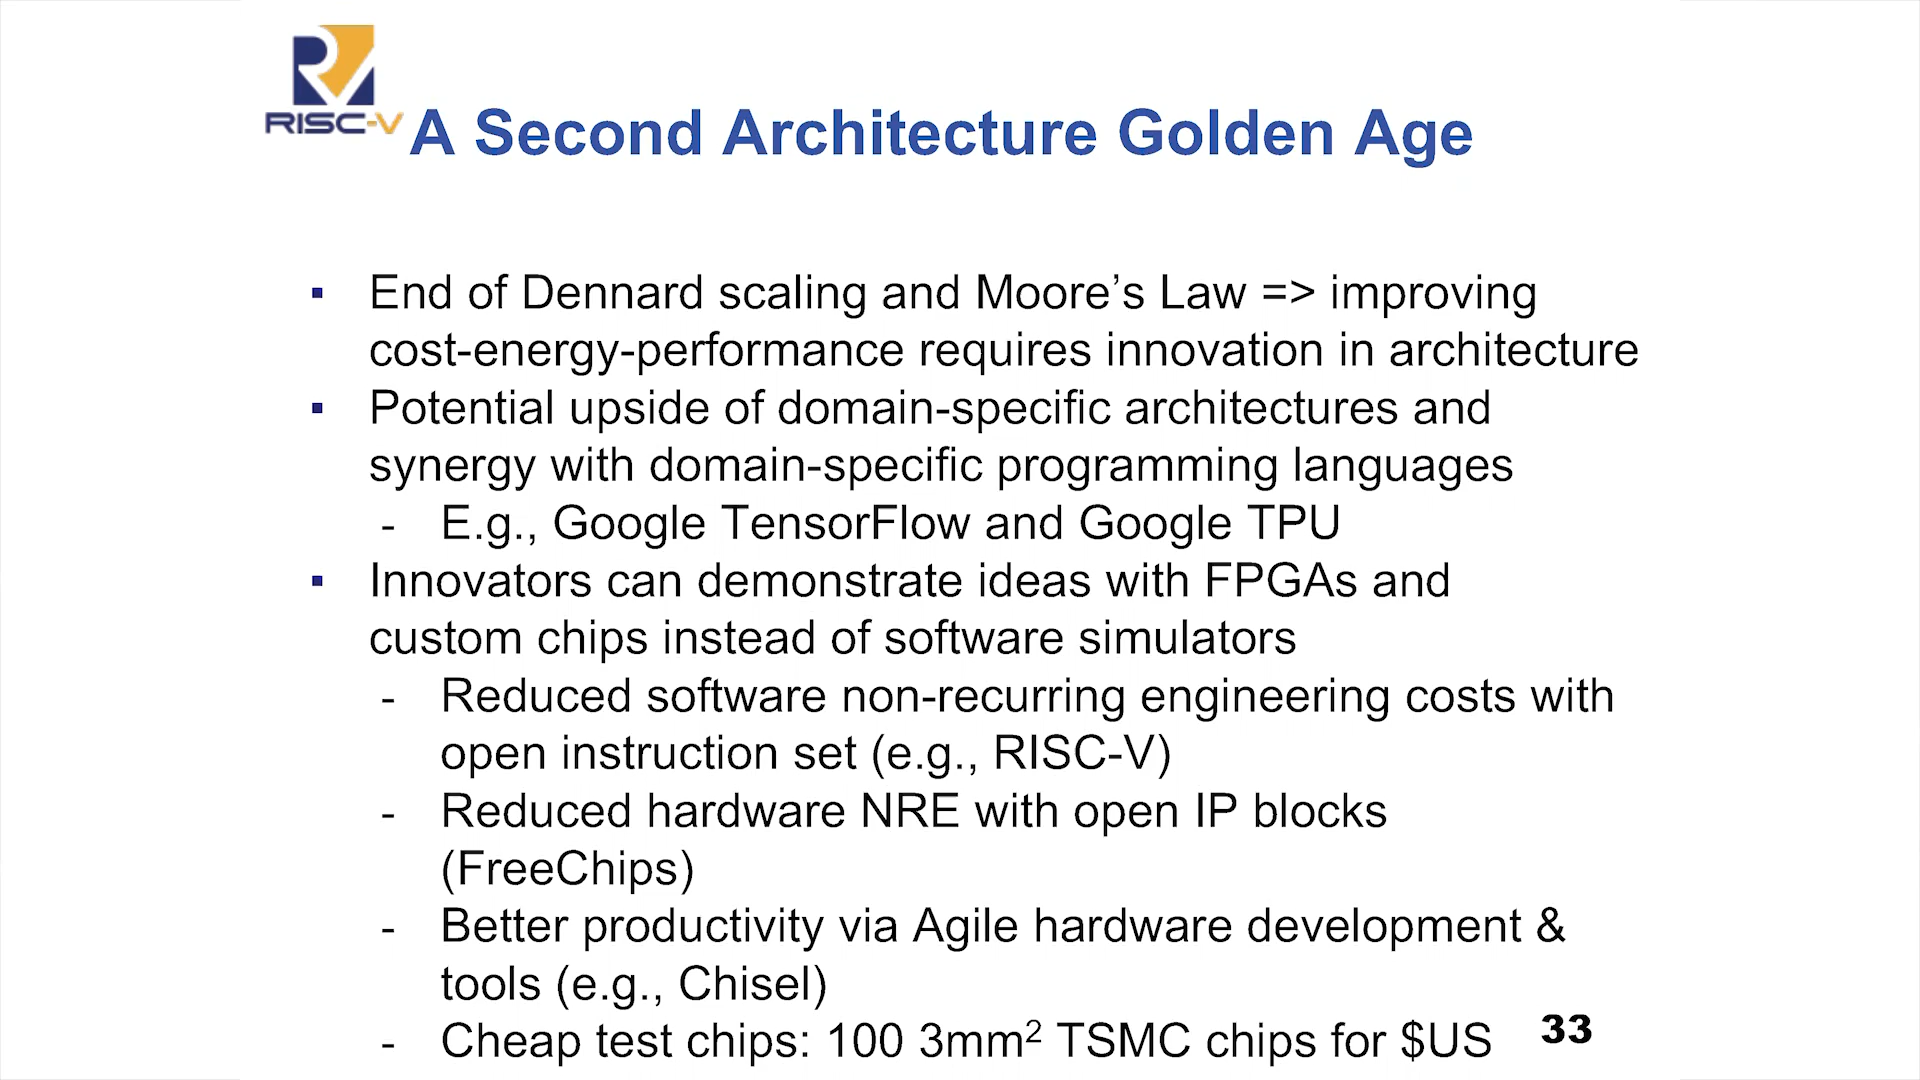 RISC-V
A Second Architecture Golden Age
▪ End of Dennard scaling and Moore’s Law => improving
cost-energy-performance requires innovation in architecture
▪ Potential upside of domain-specific architectures and
synergy with domain-specific programming languages
- E.g., Google TensorFlow and Google TPU
▪ Innovators can demonstrate ideas with FPGAs and
custom chips instead of software simulators
- Reduced software non-recurring engineering costs with
open instruction set (e.g., RISC-V)
- Reduced hardware NRE with open IP blocks
(FreeChips)
- Better productivity via Agile hardware development &
tools (e.g., Chisel)
- Cheap test chips: 100 3mm² TSMC chips for $US
33